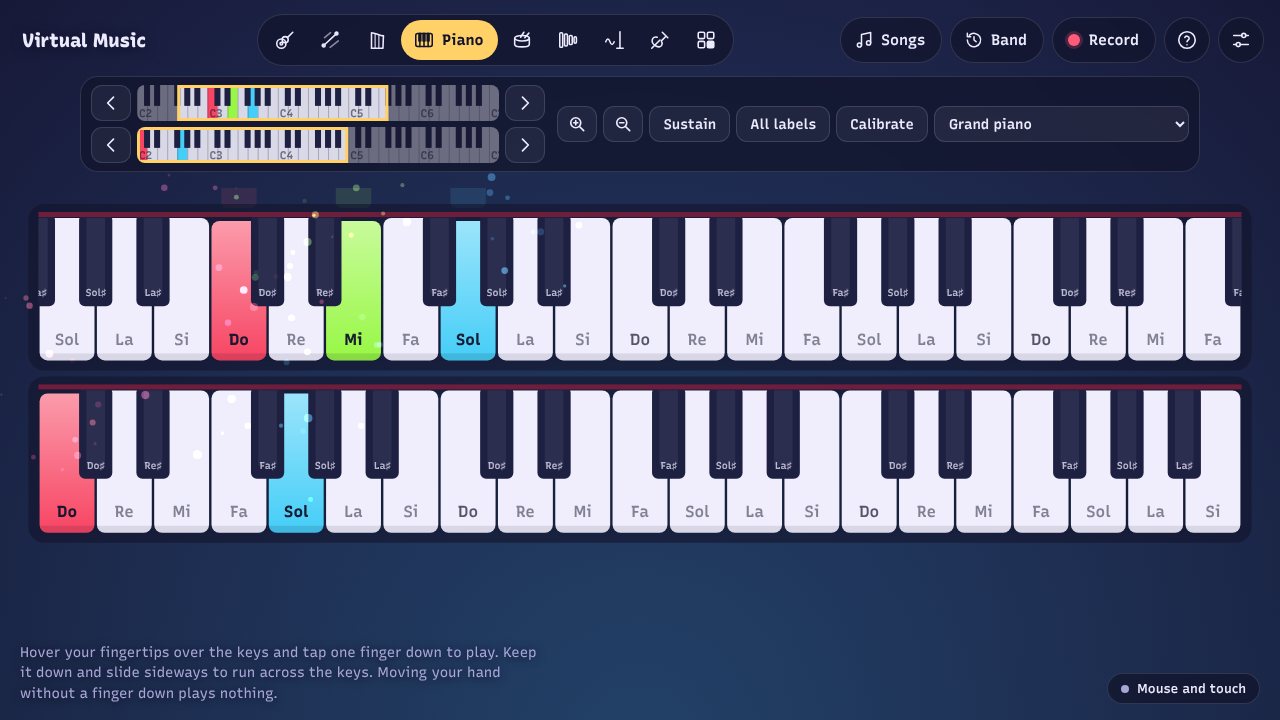 Virtual Music
Piano
Songs
Band
Record
C2 C3 C4 C5 C6
C2 C3 C4 C5 C6
Sustain
All labels
Calibrate
Grand piano
Sol♯ La♯ Do♯ Re♯ Fa♯ Sol♯ La♯ Do♯ Re♯ Fa♯ Sol♯ La♯ Do♯ Re♯
Sol La Si Do Re Mi Fa Sol La Si Do Re Mi Fa Sol La Si Do Re Mi Fa
Do♯ Re♯ Fa♯ Sol♯ La♯ Do♯ Re♯ Fa♯ Sol♯ La♯ Do♯ Re♯ Fa♯ Sol♯ La♯
Do Re Mi Fa Sol La Si Do Re Mi Fa Sol La Si Do Re Mi Fa Sol La Si
Hover your fingertips over the keys and tap one finger down to play. Keep
it down and slide sideways to run across the keys. Moving your hand
without a finger down plays nothing.
Mouse and touch